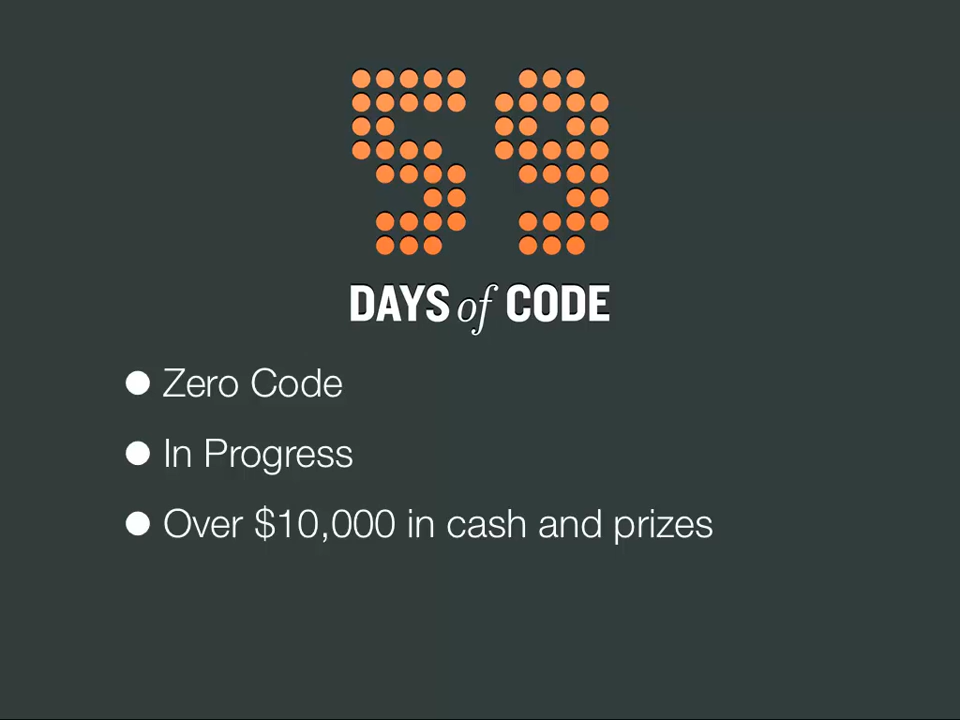 59
DAYS of CODE
● Zero Code
● In Progress
● Over $10,000 in cash and prizes